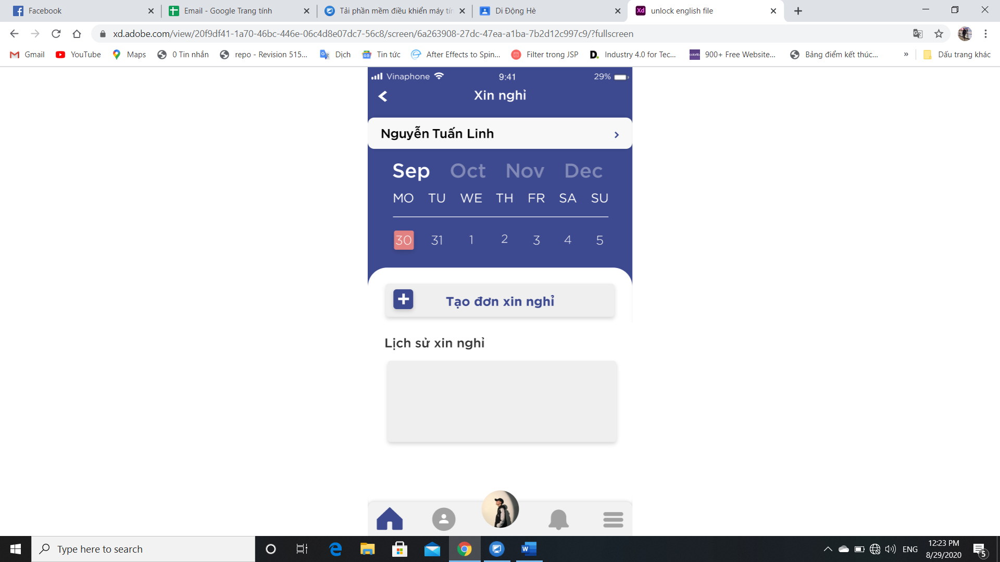 Facebook
Email - Google Trang tính
Tải phần mềm điều khiển máy tín
Di Động Hè
Xd unlock english file
xd.adobe.com/view/20f9df41-1a70-46bc-446e-06c4d8e07dc7-56c8/screen/6a263908-27dc-47ea-a1ba-7b2d12c997c9/?fullscreen
Gmail YouTube Maps 0 Tin nhắn repo - Revision 515... Dịch Tin tức After Effects to Spin... Filter trong JSP D. Industry 4.0 for Tec... 900+ Free Website... Bảng điểm kết thúc... » Dấu trang khác
Vinaphone 9:41 29%
Xin nghỉ
Nguyễn Tuấn Linh
Sep Oct Nov Dec
MO TU WE TH FR SA SU
30 31 1 2 3 4 5
Tạo đơn xin nghỉ
Lịch sử xin nghỉ
Type here to search
ENG
12:23 PM
8/29/2020
5